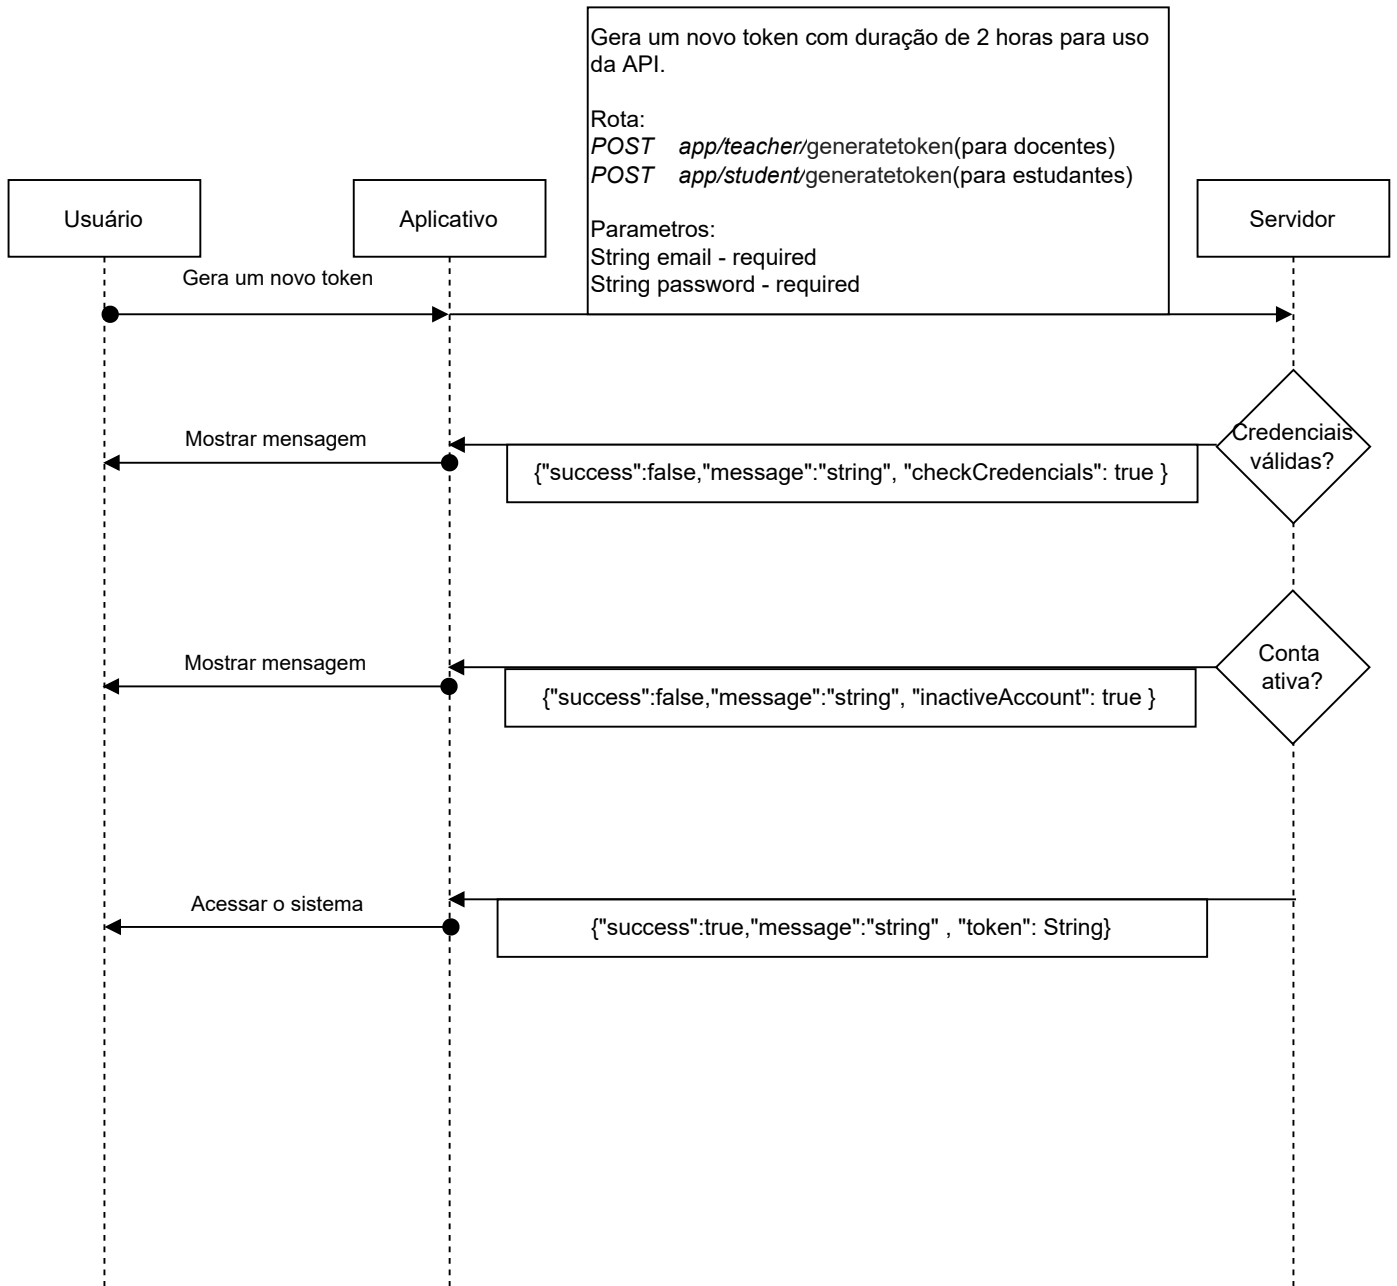 Gera um novo token com duração de 2 horas para uso
da API.
Rota:
POST app/teacher/generatetoken(para docentes)
POST app/student/generatetoken(para estudantes)
Parametros:
String email - required
String password - required
Usuário
Aplicativo
Servidor
Gera um novo token
Credenciais
válidas?
Mostrar mensagem
{"success":false,"message":"string", "checkCredencials": true }
Conta
ativa?
Mostrar mensagem
{"success":false,"message":"string", "inactiveAccount": true }
Acessar o sistema
{"success":true,"message":"string" , "token": String}